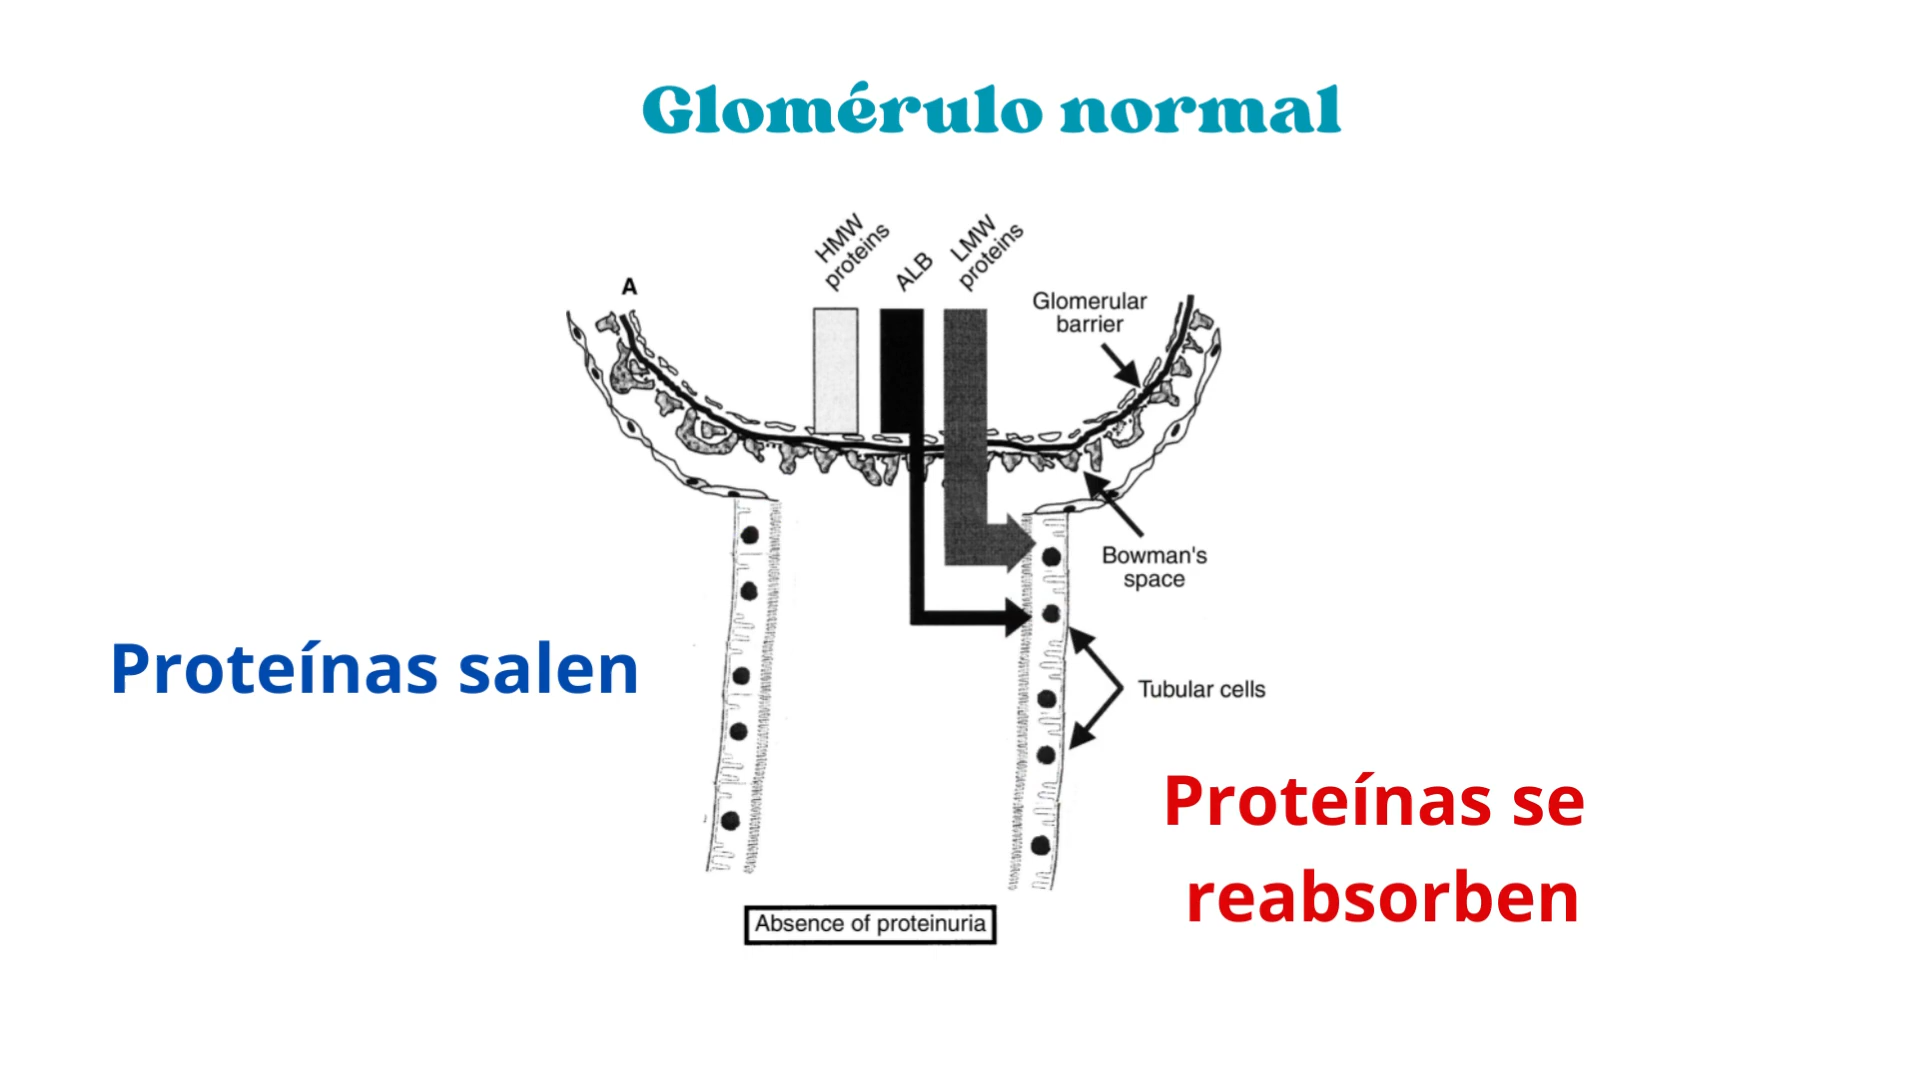 Glomérulo normal
HMW
proteins
ALB
LMW
proteins
A
Glomerular
barrier
Bowman's
space
Proteínas salen
Tubular cells
Proteínas se
reabsorben
Absence of proteinuria